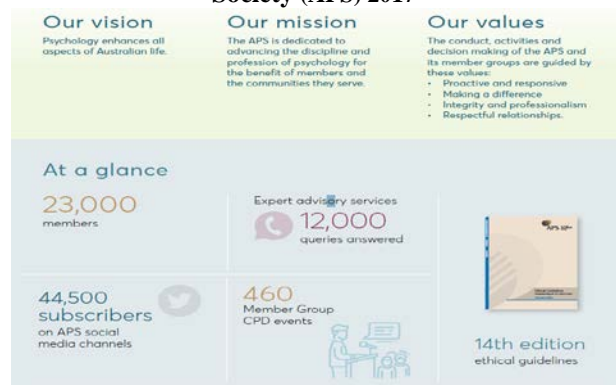 Society (APS) 2017
Our vision
Psychology enhances all
aspects of Australian life.
Our mission
The APS is dedicated to
advancing the discipline and
profession of psychology for
the benefit of members and
the communities they serve.
Our values
The conduct, activities and
decision making of the APS and
its member groups are guided by
these values:
• Proactive and responsive
• Making a difference
• Integrity and professionalism
• Respectful relationships.
At a glance
23,000
members
Expert advisory services
12,000
queries answered
44,500
subscribers
on APS social
media channels
460
Member Group
CPD events
APS
14th edition
ethical guidelines